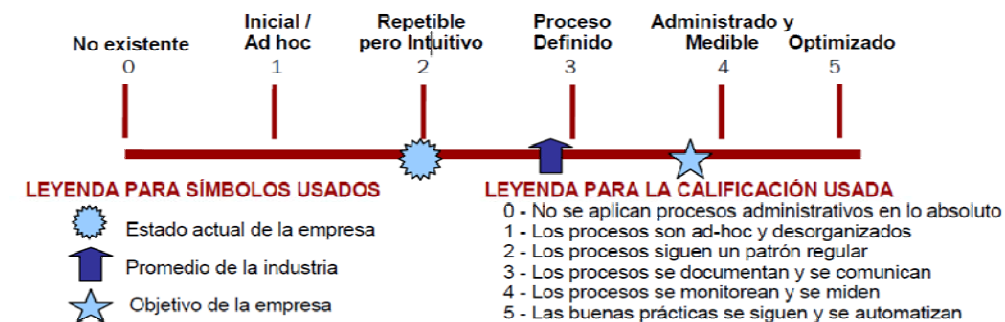 No existente
0
Inicial /
Ad hoc
1
Repetible
pero Intuitivo
2
Proceso
Definido
3
Administrado y
Medible
4
Optimizado
5
LEYENDA PARA SÍMBOLOS USADOS
Estado actual de la empresa
Promedio de la industria
Objetivo de la empresa
LEYENDA PARA LA CALIFICACIÓN USADA
0 - No se aplican procesos administrativos en lo absoluto
1 - Los procesos son ad-hoc y desorganizados
2 - Los procesos siguen un patrón regular
3 - Los procesos se documentan y se comunican
4 - Los procesos se monitorean y se miden
5 - Las buenas prácticas se siguen y se automatizan